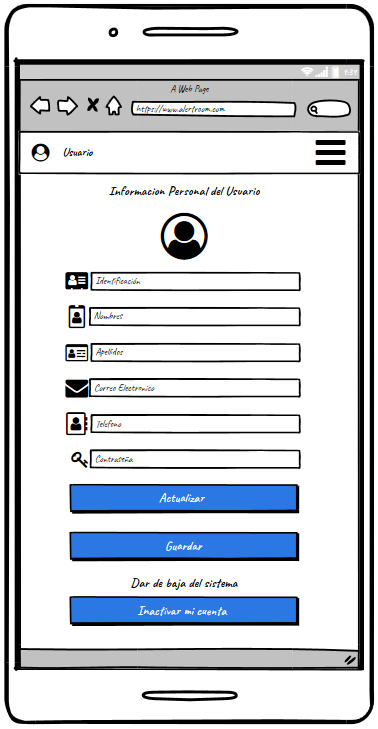 A Web Page
https://www.alertroom.com
Usuario
Informacion Personal del Usuario
Identificación
Nombres
Apellidos
Correo Electronico
Telefono
Contraseña
Actualizar
Guardar
Dar de baja del sistema
Inactivar mi cuenta